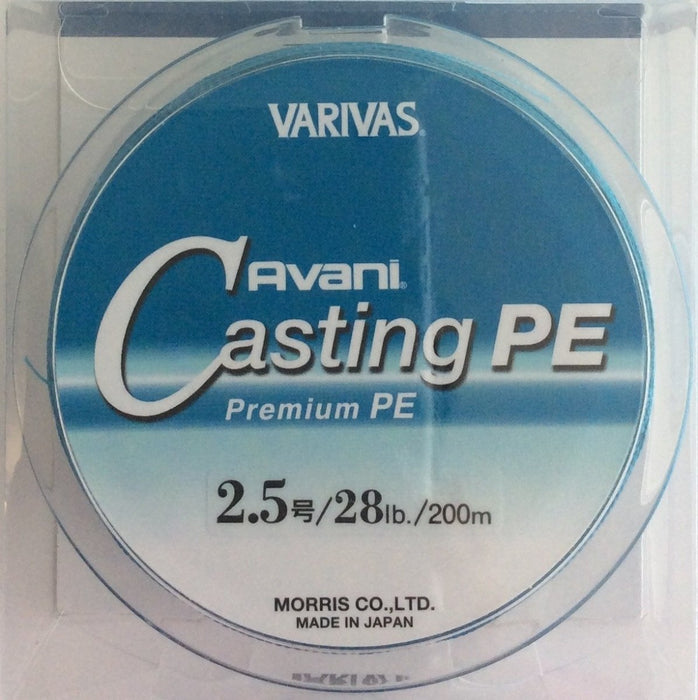 VARIVAS®
Avani®
Casting PE
Premium PE
2.5号/28lb./200m
MORRIS CO.,LTD.
MADE IN JAPAN